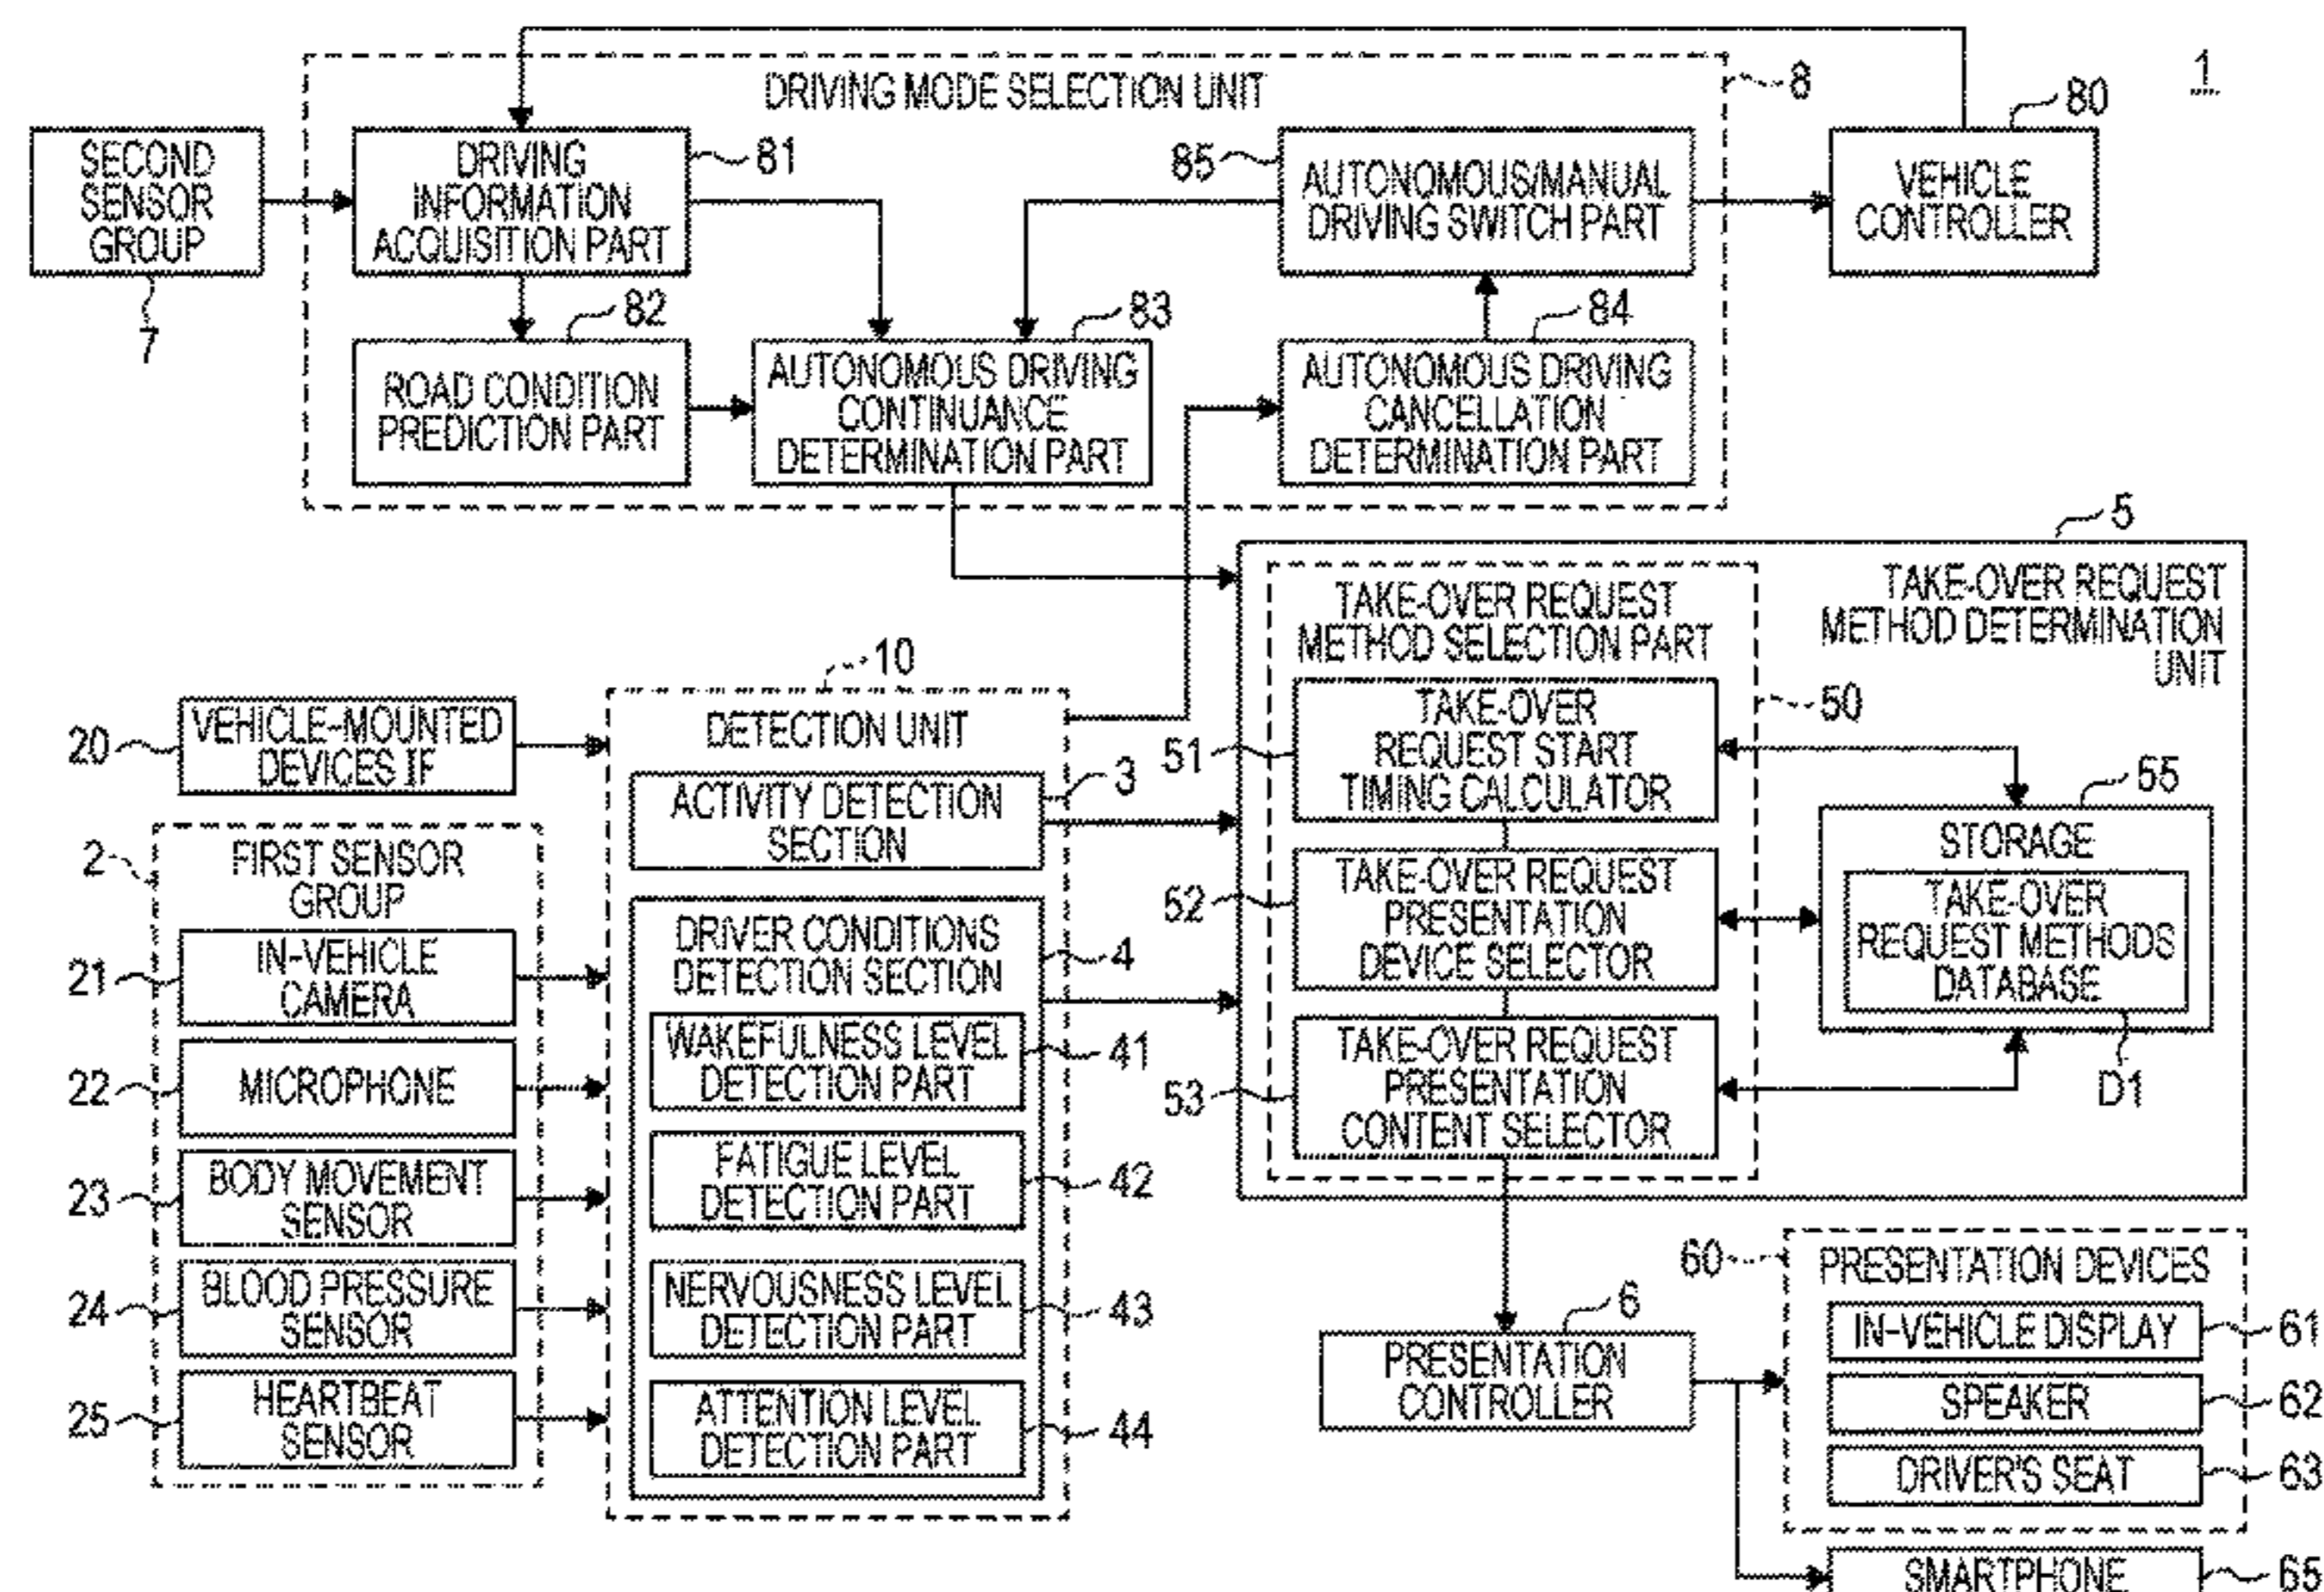 1
DRIVING MODE SELECTION UNIT
8
80
SECOND
SENSOR
GROUP
7
DRIVING
INFORMATION
ACQUISITION PART
81
85
AUTONOMOUS/MANUAL
DRIVING SWITCH PART
VEHICLE
CONTROLLER
82
ROAD CONDITION
PREDICTION PART
83
AUTONOMOUS DRIVING
CONTINUANCE
DETERMINATION PART
84
AUTONOMOUS DRIVING
CANCELLATION
DETERMINATION PART
5
TAKE-OVER REQUEST
METHOD DETERMINATION
UNIT
TAKE-OVER REQUEST
METHOD SELECTION PART
50
51
TAKE-OVER
REQUEST START
TIMING CALCULATOR
52
TAKE-OVER REQUEST
PRESENTATION
DEVICE SELECTOR
53
TAKE-OVER REQUEST
PRESENTATION
CONTENT SELECTOR
55
STORAGE
TAKE-OVER
REQUEST METHODS
DATABASE
D1
10
DETECTION UNIT
20
VEHICLE-MOUNTED
DEVICES IF
3
ACTIVITY DETECTION
SECTION
2
FIRST SENSOR
GROUP
21
IN-VEHICLE
CAMERA
22
MICROPHONE
23
BODY MOVEMENT
SENSOR
24
BLOOD PRESSURE
SENSOR
25
HEARTBEAT
SENSOR
DRIVER CONDITIONS
DETECTION SECTION
4
WAKEFULNESS LEVEL
DETECTION PART
41
FATIGUE LEVEL
DETECTION PART
42
NERVOUSNESS LEVEL
DETECTION PART
43
ATTENTION LEVEL
DETECTION PART
44
6
PRESENTATION
CONTROLLER
60
PRESENTATION DEVICES
IN-VEHICLE DISPLAY
61
SPEAKER
62
DRIVER'S SEAT
63
SMARTPHONE
65